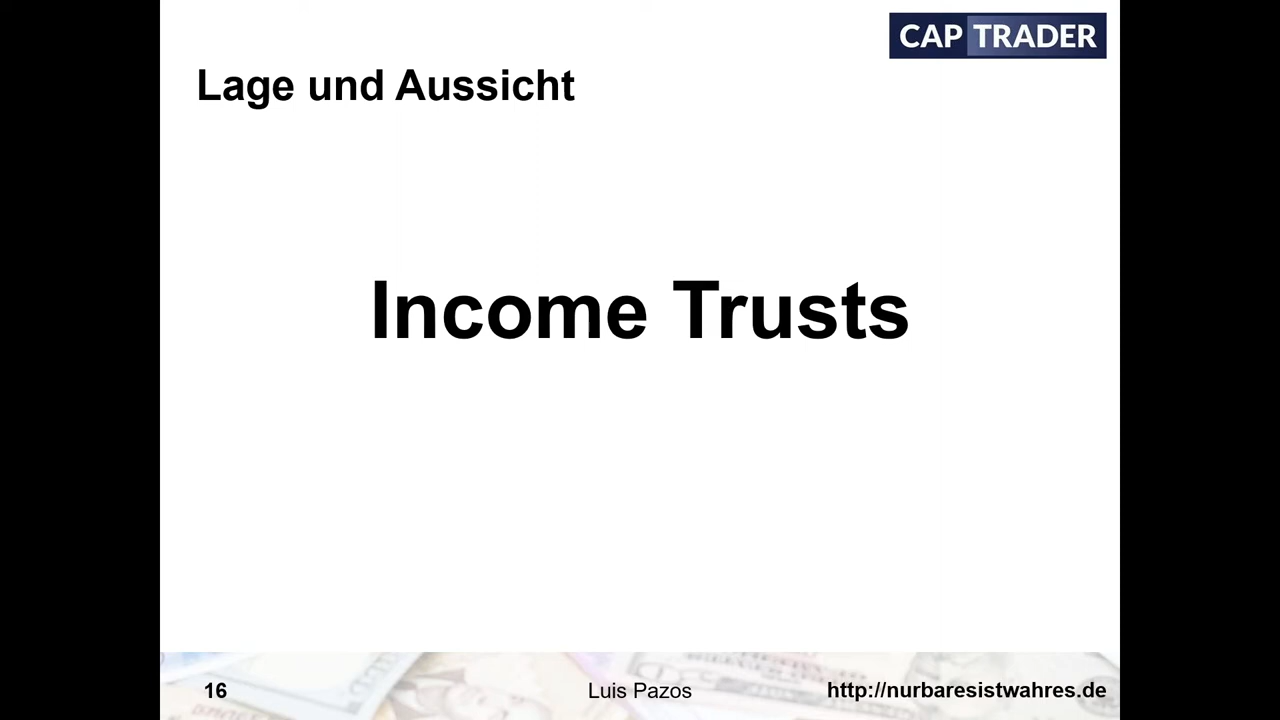 CAP TRADER
Lage und Aussicht
Income Trusts
16
Luis Pazos
http://nurbaresistwahres.de